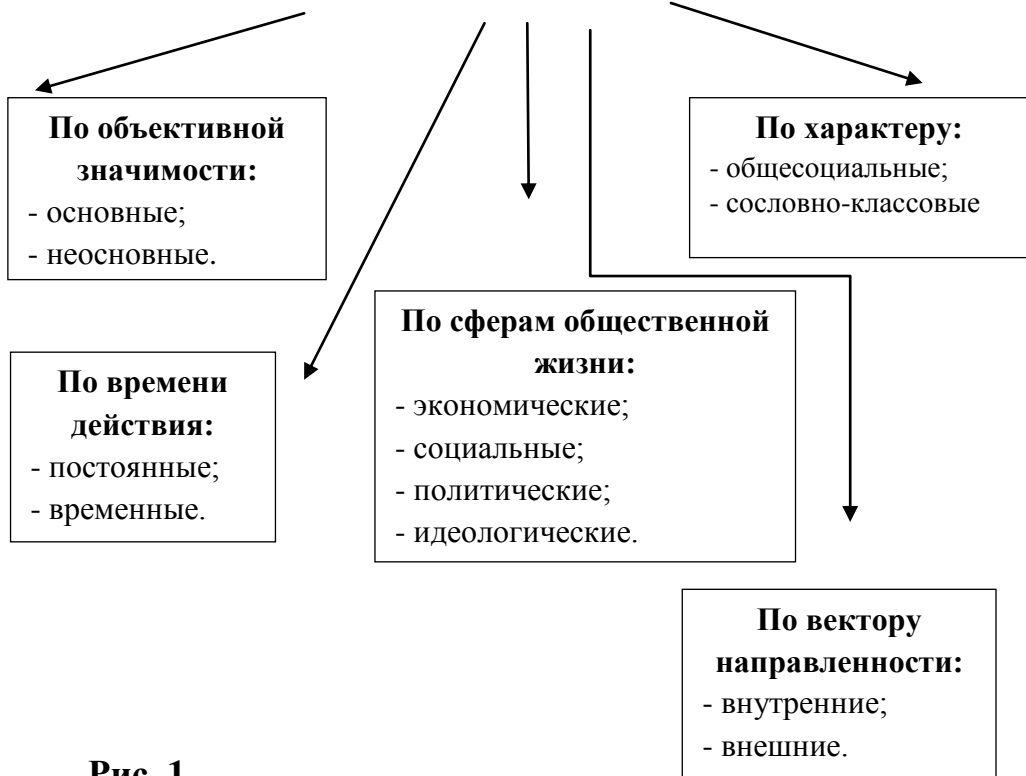 По объективной
значимости:
- основные;
- неосновные.
По характеру:
- общесоциальные;
- сословно-классовые
По времени
действия:
- постоянные;
- временные.
По сферам общественной
жизни:
- экономические;
- социальные;
- политические;
- идеологические.
По вектору
направленности:
- внутренние;
- внешние.
Рис. 1